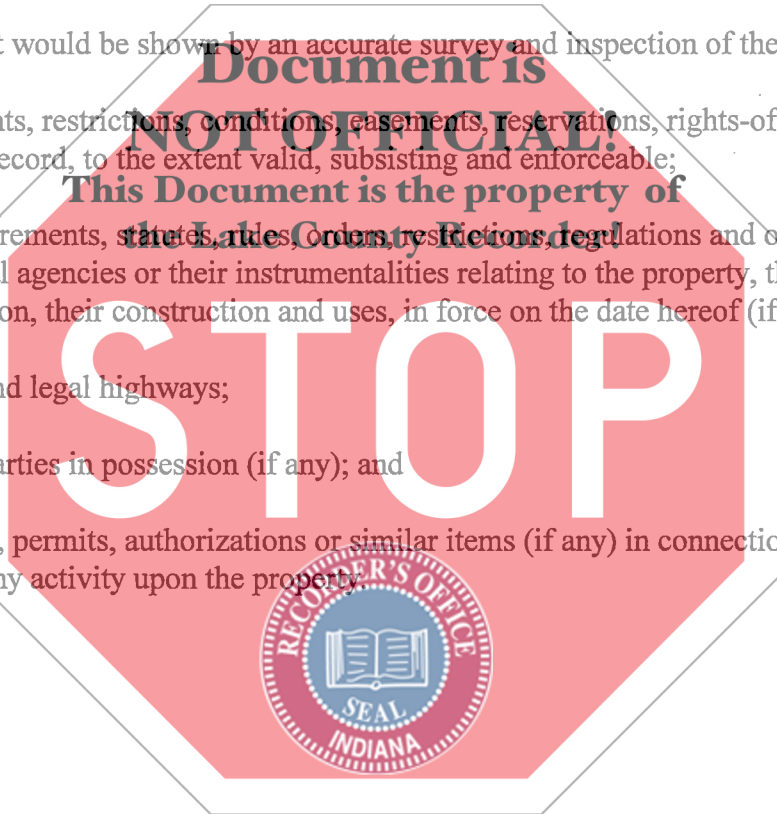 t would be shown by an accurate survey and inspection of the
Document is
nts, restrictions, conditions, easements, reservations, rights-of
NOT OFFICIAL!
ecord, to the extent valid, subsisting and enforceable;
This Document is the property of
rements, statutes, rules, orders, restrictions, regulations and o
the Lake County Recorder!
l agencies or their instrumentalities relating to the property, th
on, their construction and uses, in force on the date hereof (if
nd legal highways;
STOP
arties in possession (if any); and
, permits, authorizations or similar items (if any) in connectio
ny activity upon the property.
RECORDER'S OFFICE
SEAL
INDIANA